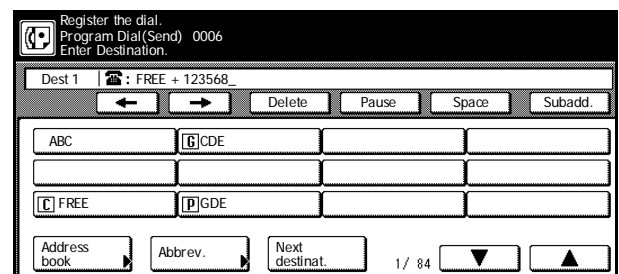 Register the dial.
Program Dial(Send) 0006
Enter Destination.
Dest 1 ☎: FREE + 123568_
← → Delete Pause Space Subadd.
ABC G CDE
C FREE P GDE
Address book Abbrev. Next destinat. 1/ 84 ▼ ▲